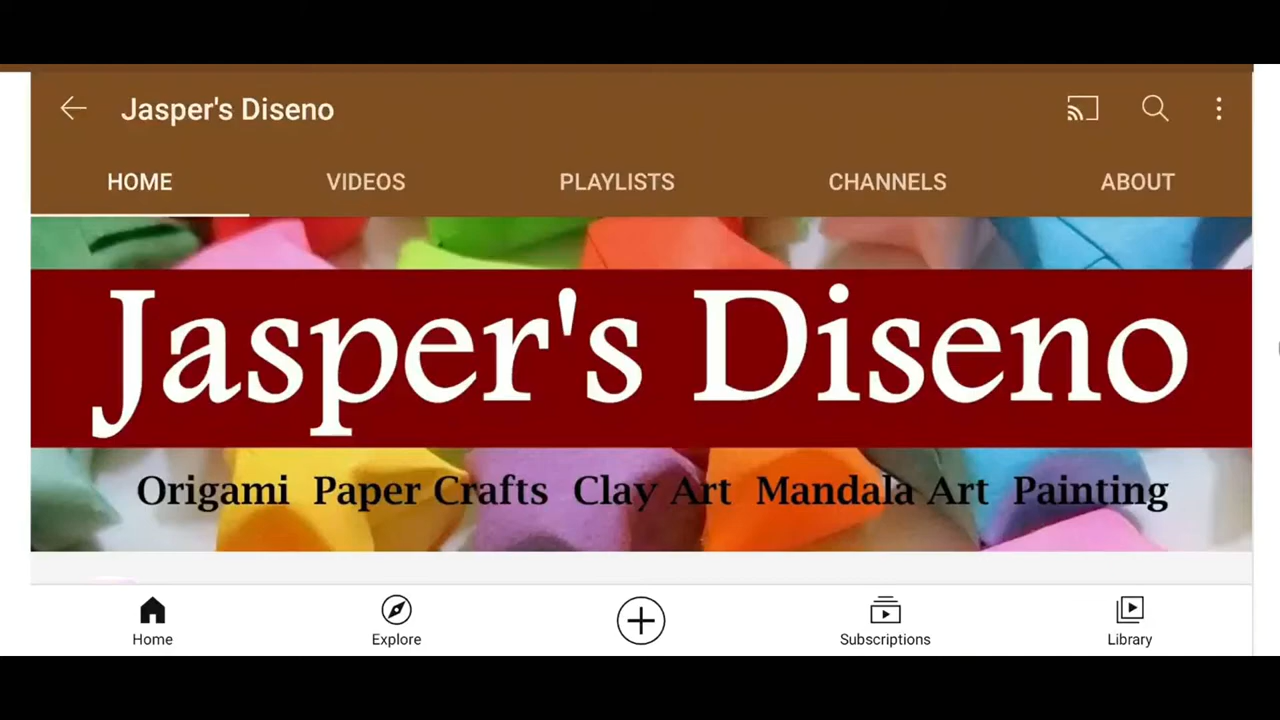 Jasper's Diseno
HOME VIDEOS PLAYLISTS CHANNELS ABOUT
Jasper's Diseno
Origami Paper Crafts Clay Art Mandala Art Painting
Home Explore Subscriptions Library